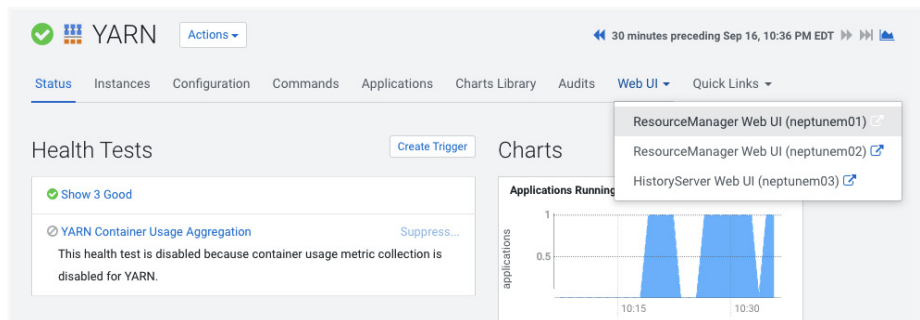 YARN Actions
30 minutes preceding Sep 16, 10:36 PM EDT
Status Instances Configuration Commands Applications Charts Library Audits Web UI Quick Links
ResourceManager Web UI (neptunem01)
ResourceManager Web UI (neptunem02)
HistoryServer Web UI (neptunem03)
Health Tests
Create Trigger
Show 3 Good
YARN Container Usage Aggregation Suppress...
This health test is disabled because container usage metric collection is
disabled for YARN.
Charts
Applications Running
applications
1
0.5
10:15 10:30